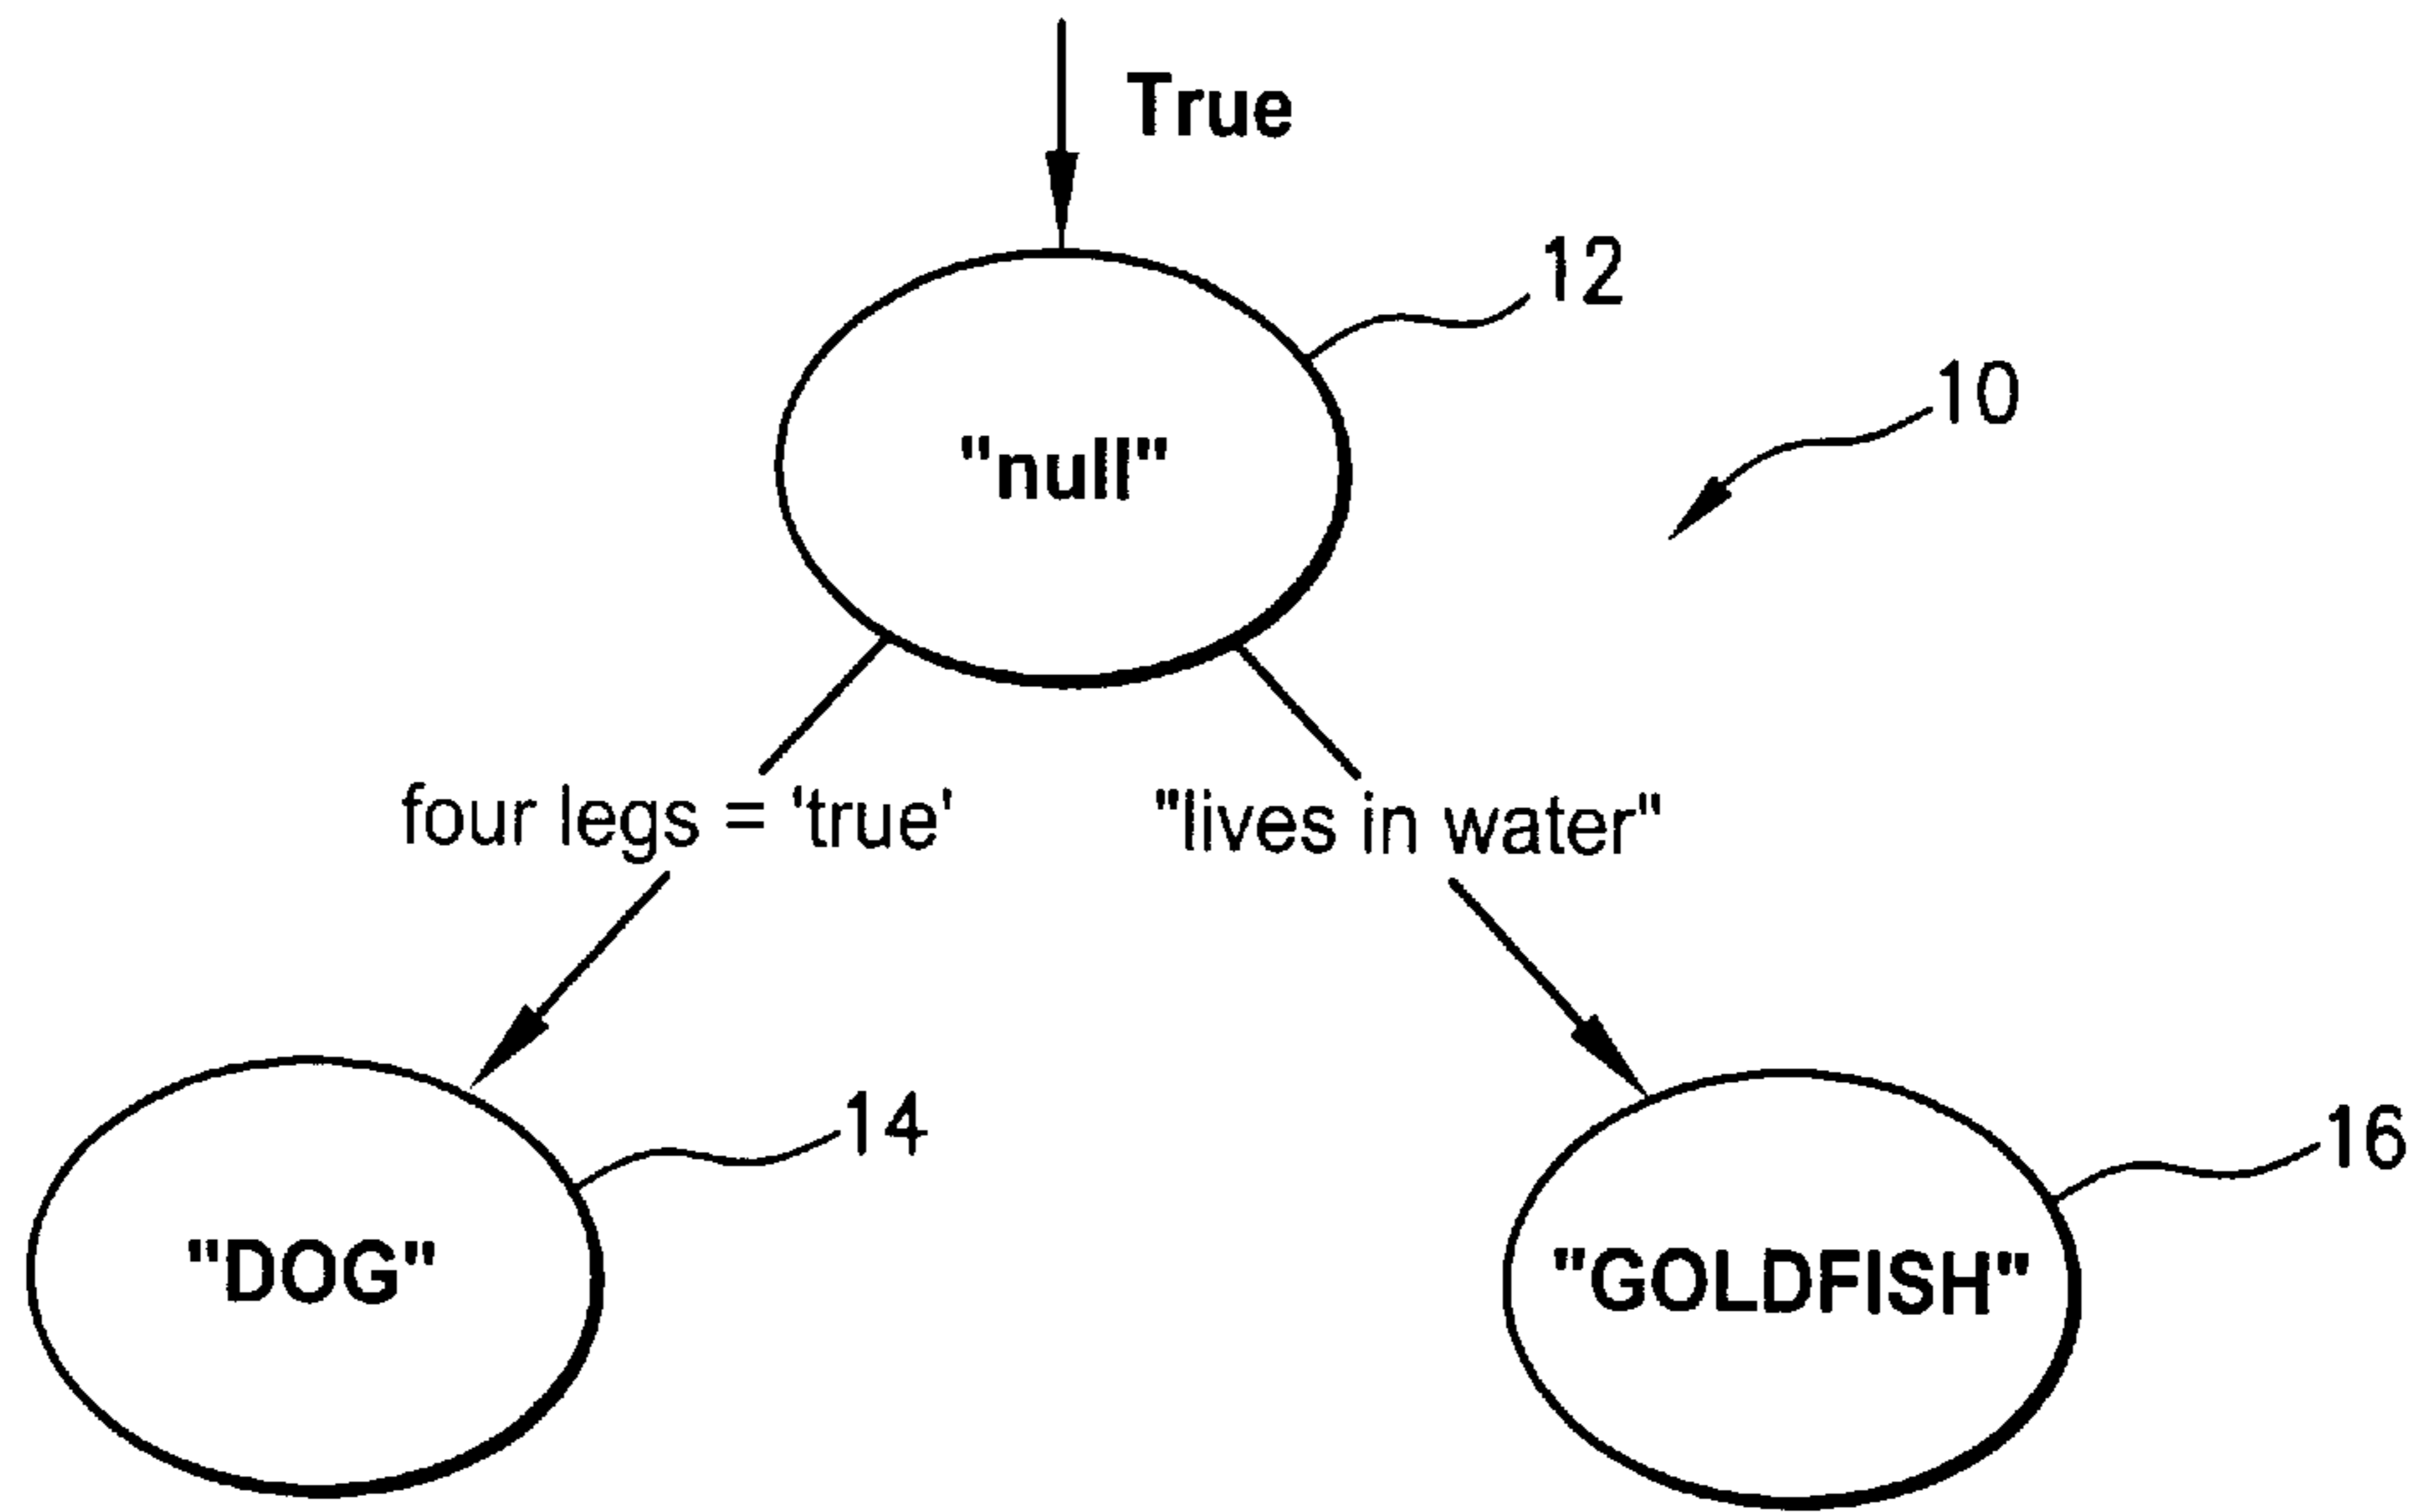 True
12
10
"null"
four legs = 'true'
"lives in water"
14
16
"DOG"
"GOLDFISH"